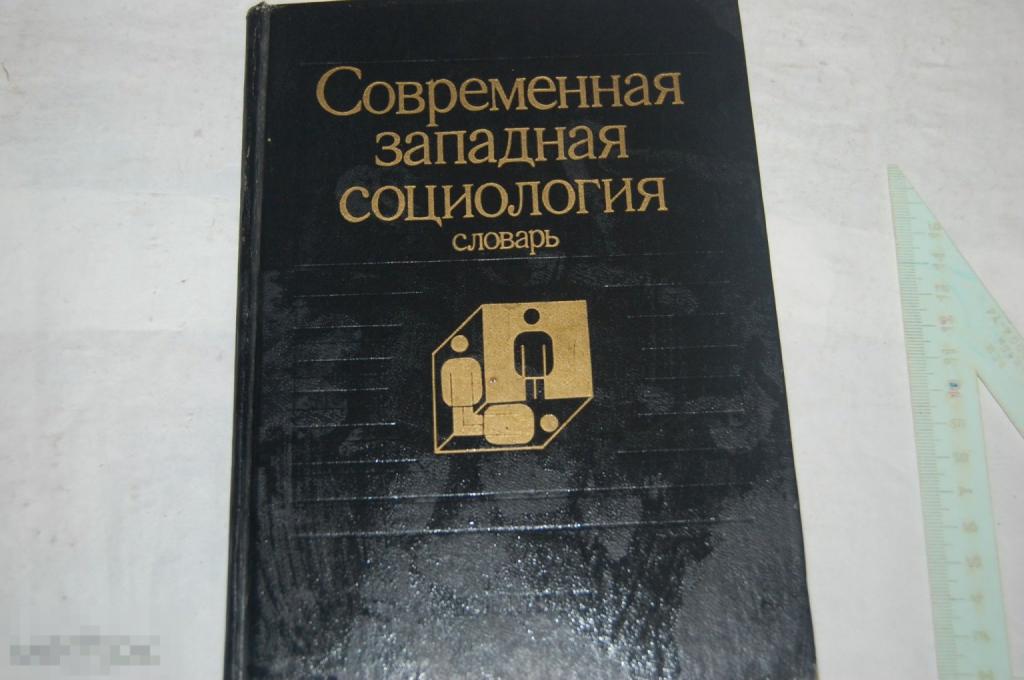 Современная
западная
социология
словарь